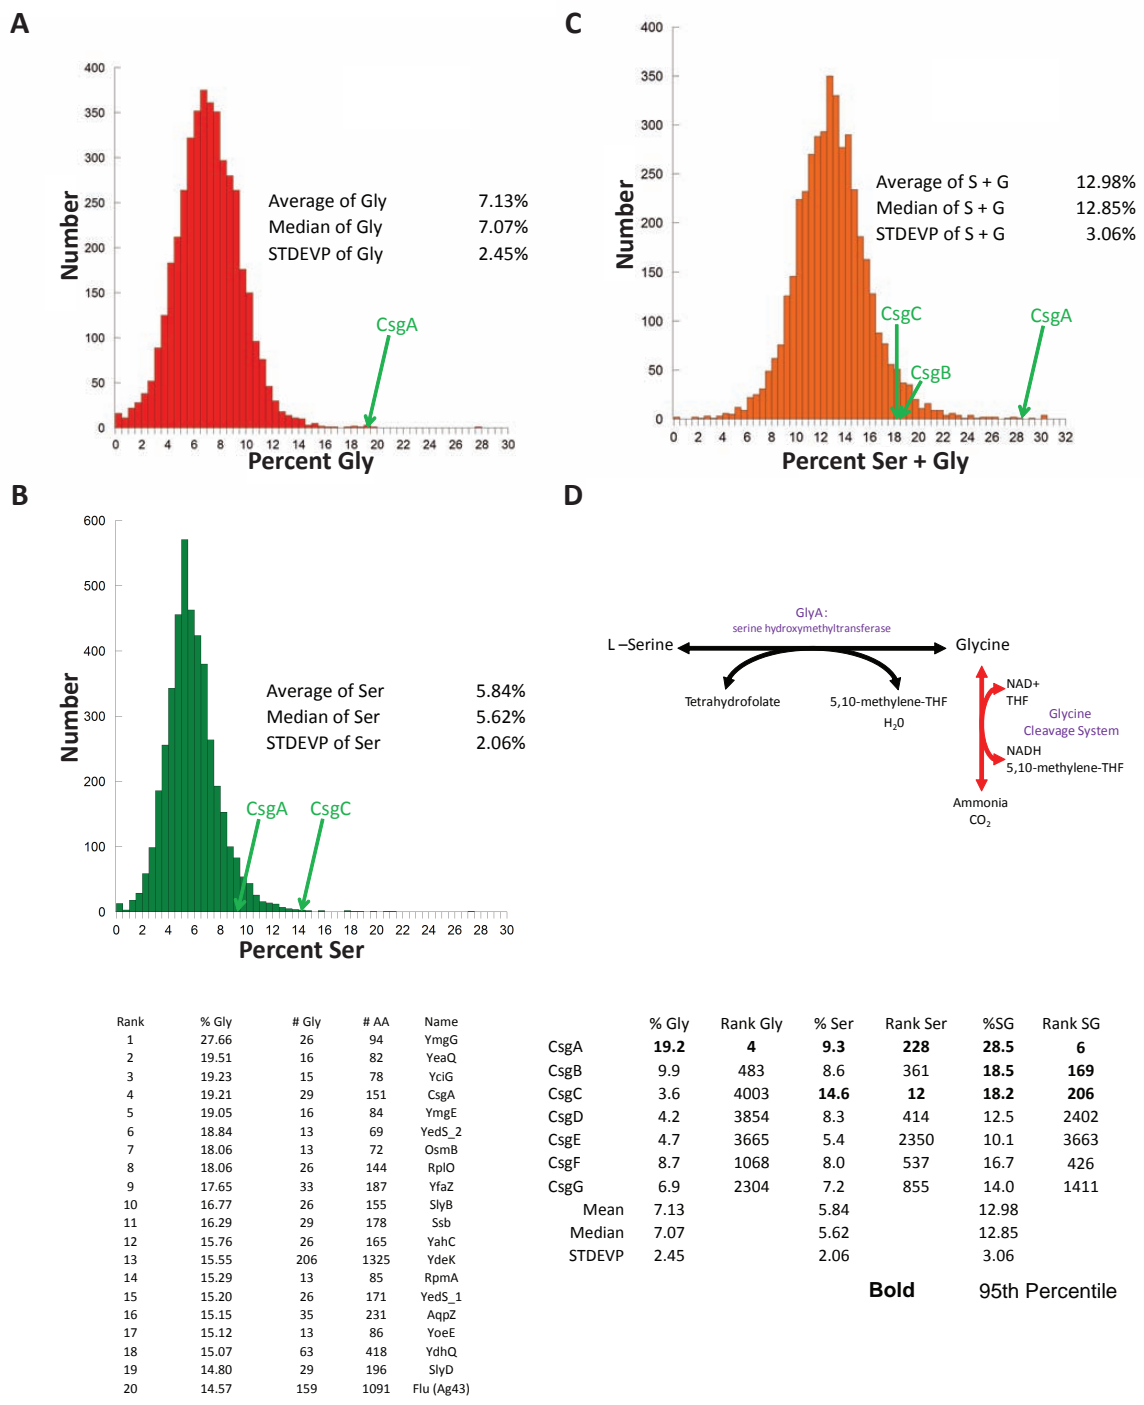 A
400
350
300
250
200
150
100
50
0
Number
0 2 4 6 8 10 12 14 16 18 20 22 24 26 28 30
Percent Gly
Average of Gly 7.13%
Median of Gly 7.07%
STDEVP of Gly 2.45%
CsgA
C
400
350
300
250
200
150
100
50
0
Number
0 2 4 6 8 10 12 14 16 18 20 22 24 26 28 30 32
Percent Ser + Gly
Average of S + G 12.98%
Median of S + G 12.85%
STDEVP of S + G 3.06%
CsgC
CsgB
CsgA
B
600
500
400
300
200
100
0
Number
0 2 4 6 8 10 12 14 16 18 20 22 24 26 28 30
Percent Ser
Average of Ser 5.84%
Median of Ser 5.62%
STDEVP of Ser 2.06%
CsgA CsgC
D
GlyA:
serine hydroxymethyltransferase
L –Serine Glycine
Tetrahydrofolate
5,10-methylene-THF
H₂0
NAD+
THF
Glycine
Cleavage System
NADH
5,10-methylene-THF
Ammonia
CO₂
Rank % Gly # Gly # AA Name
1 27.66 26 94 YmgG
2 19.51 16 82 YeaQ
3 19.23 15 78 YciG
4 19.21 29 151 CsgA
5 19.05 16 84 YmgE
6 18.84 13 69 YedS_2
7 18.06 13 72 OsmB
8 18.06 26 144 RplO
9 17.65 33 187 YfaZ
10 16.77 26 155 SlyB
11 16.29 29 178 Ssb
12 15.76 26 165 YahC
13 15.55 206 1325 YdeK
14 15.29 13 85 RpmA
15 15.20 26 171 YedS_1
16 15.15 35 231 AqpZ
17 15.12 13 86 YoeE
18 15.07 63 418 YdhQ
19 14.80 29 196 SlyD
20 14.57 159 1091 Flu (Ag43)
% Gly Rank Gly % Ser Rank Ser %SG Rank SG
CsgA 19.2 4 9.3 228 28.5 6
CsgB 9.9 483 8.6 361 18.5 169
CsgC 3.6 4003 14.6 12 18.2 206
CsgD 4.2 3854 8.3 414 12.5 2402
CsgE 4.7 3665 5.4 2350 10.1 3663
CsgF 8.7 1068 8.0 537 16.7 426
CsgG 6.9 2304 7.2 855 14.0 1411
Mean 7.13 5.84 12.98
Median 7.07 5.62 12.85
STDEVP 2.45 2.06 3.06
Bold 95th Percentile